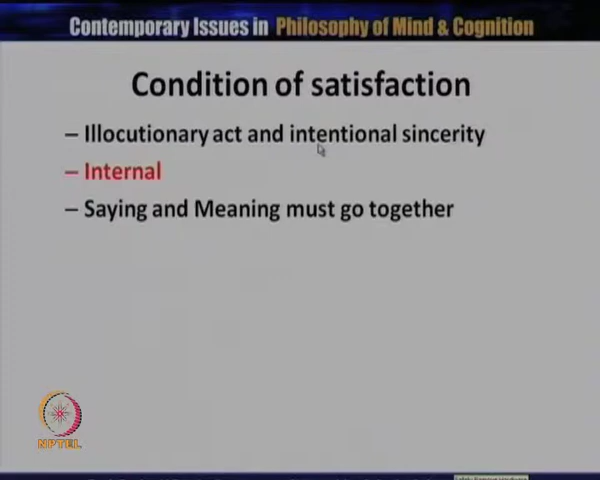 Contemporary Issues in Philosophy of Mind & Cognition
Condition of satisfaction
– Illocutionary act and intentional sincerity
– Internal
– Saying and Meaning must go together
NPTEL